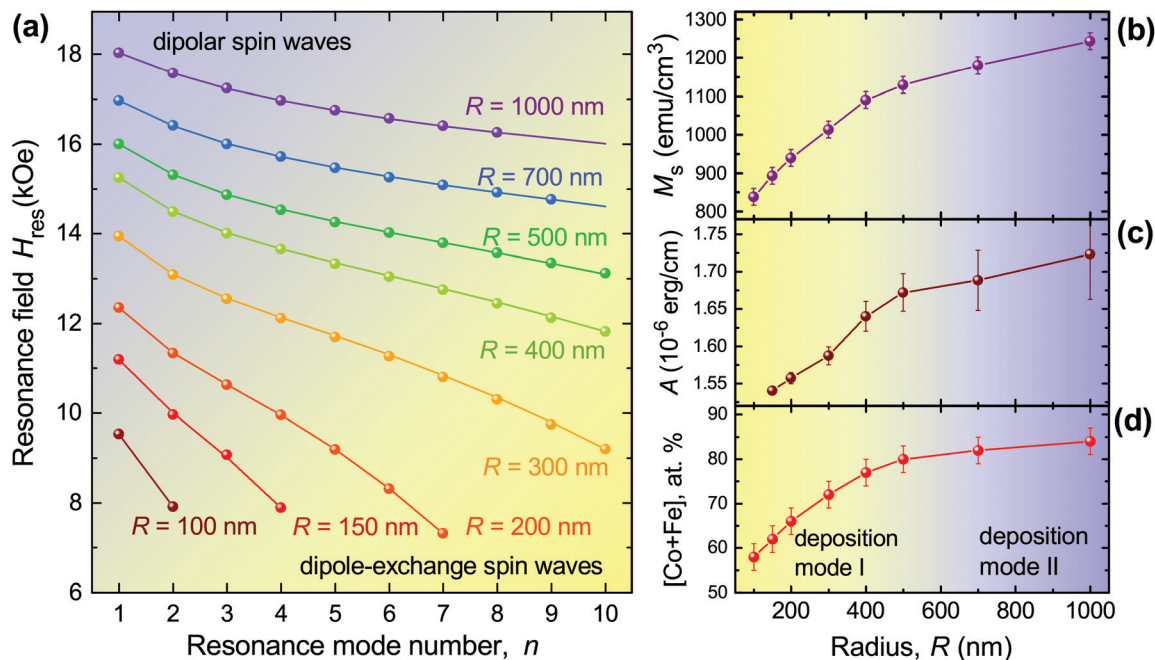 (a)
dipolar spin waves
R = 1000 nm
R = 700 nm
R = 500 nm
R = 400 nm
R = 300 nm
R = 200 nm
R = 150 nm
R = 100 nm
dipole-exchange spin waves
Resonance field H_res (kOe)
18
16
14
12
10
8
6
1 2 3 4 5 6 7 8 9 10
Resonance mode number, n
(b)
M_s (emu/cm³)
1300
1200
1100
1000
900
800
(c)
A (10⁻⁶ erg/cm)
1.75
1.70
1.65
1.60
1.55
(d)
[Co+Fe], at. %
90
80
70
60
50
deposition
mode I
deposition
mode II
200 400 600 800 1000
Radius, R (nm)